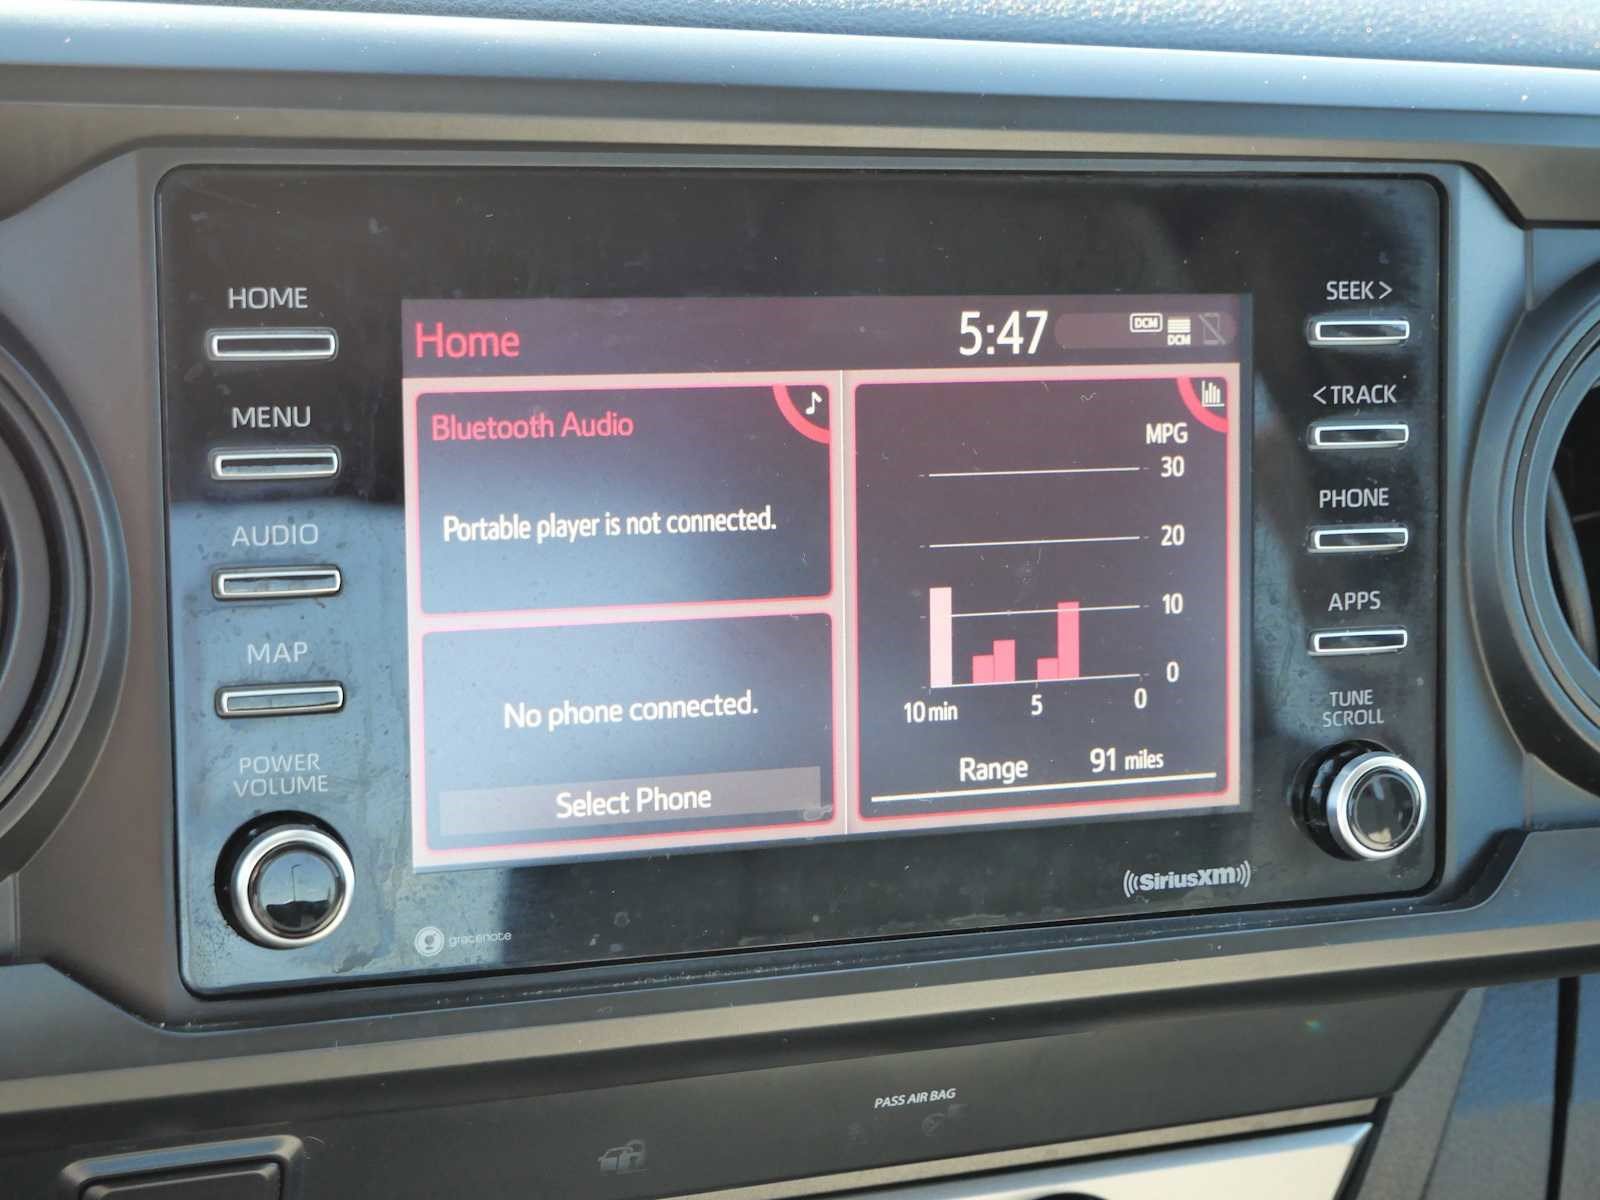 HOME
MENU
AUDIO
MAP
POWER
VOLUME
Home
5:47
DCM
DCM
Bluetooth Audio
Portable player is not connected.
No phone connected.
Select Phone
MPG
30
20
10
0
10 min 5 0
Range 91 miles
SEEK >
< TRACK
PHONE
APPS
TUNE
SCROLL
gracenote
SiriusXM
PASS AIR BAG